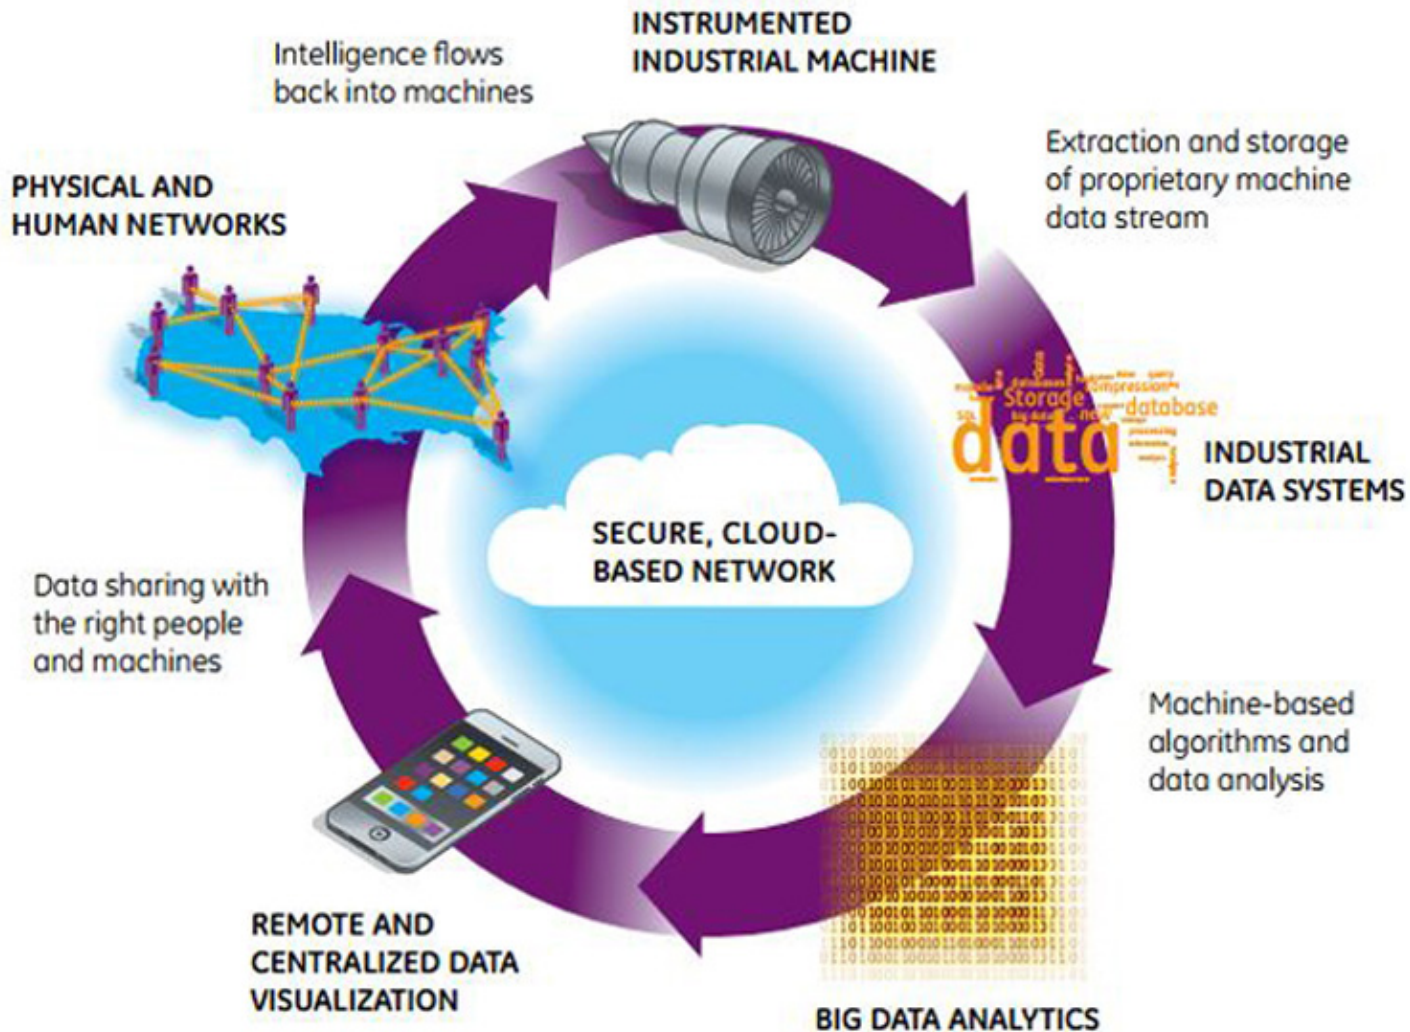 INSTRUMENTED
INDUSTRIAL MACHINE
Intelligence flows
back into machines
Extraction and storage
of proprietary machine
data stream
PHYSICAL AND
HUMAN NETWORKS
Storage
compression
database
data
INDUSTRIAL
DATA SYSTEMS
SECURE, CLOUD-
BASED NETWORK
Data sharing with
the right people
and machines
Machine-based
algorithms and
data analysis
REMOTE AND
CENTRALIZED DATA
VISUALIZATION
BIG DATA ANALYTICS